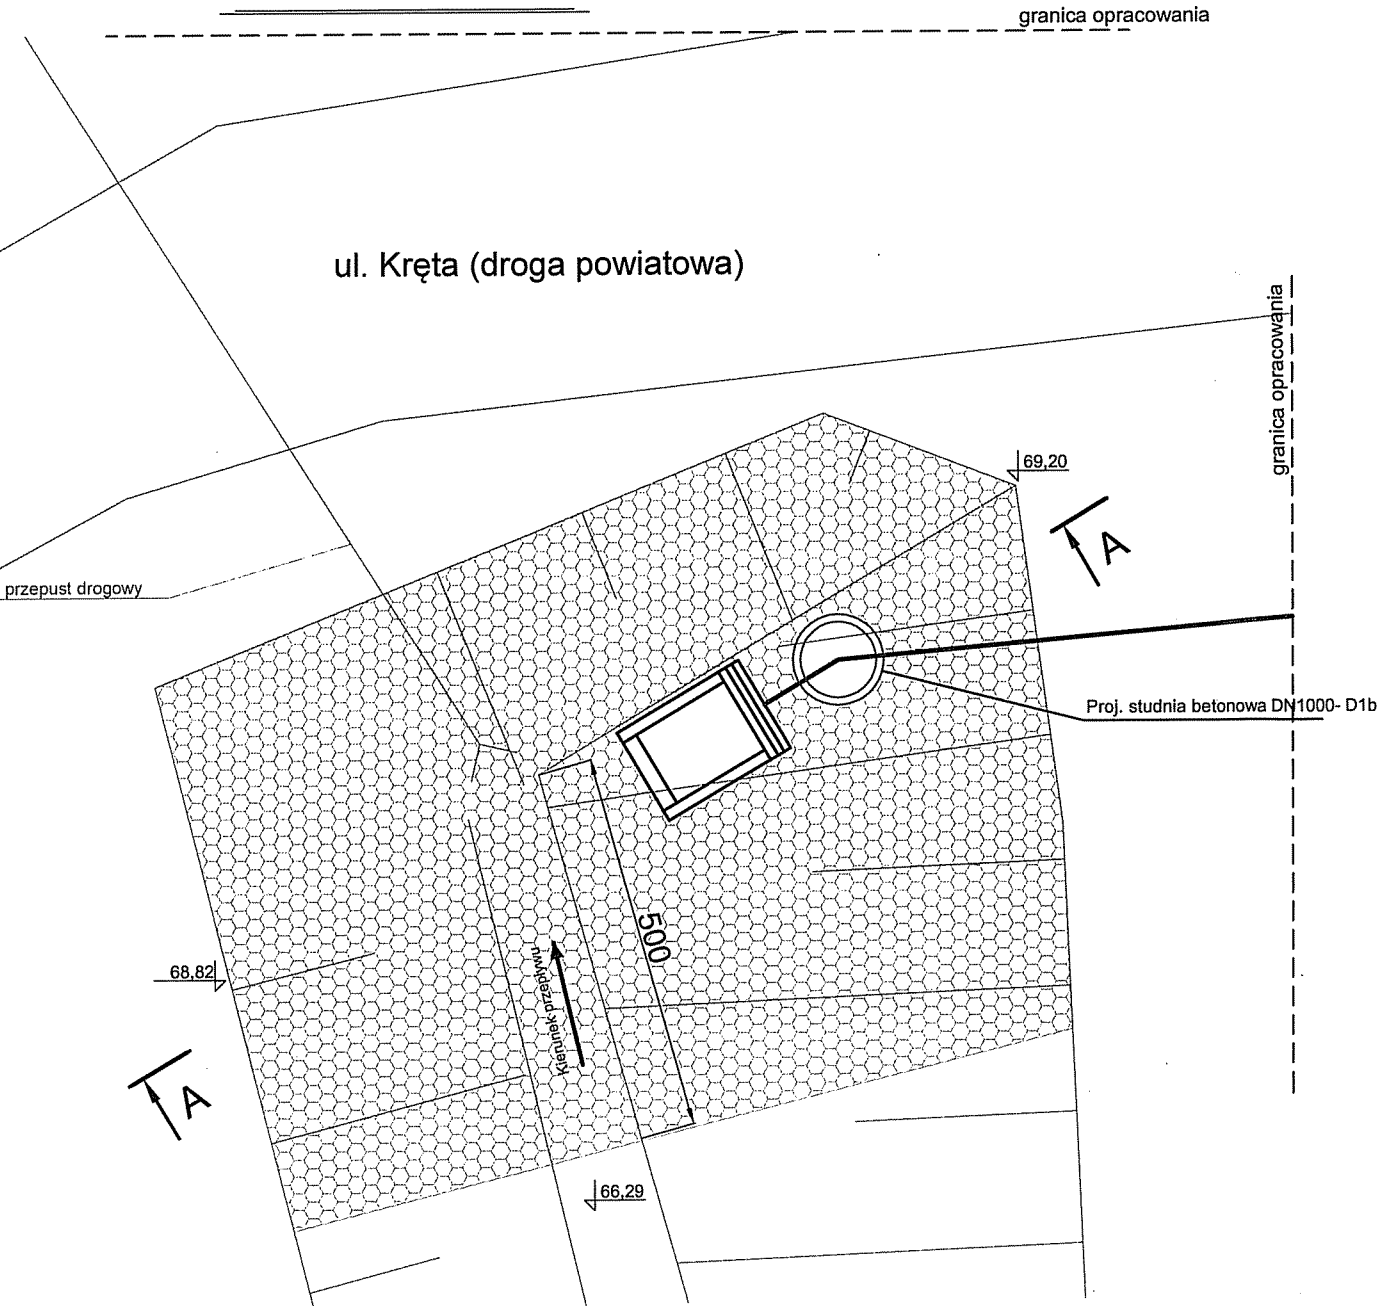 granica opracowania
ul. Kręta (droga powiatowa)
granica opracowania
69,20
A
przepust drogowy
Proj. studnia betonowa DN1000- D1b
500
Kierunek przepływu
68,82
A
66,29